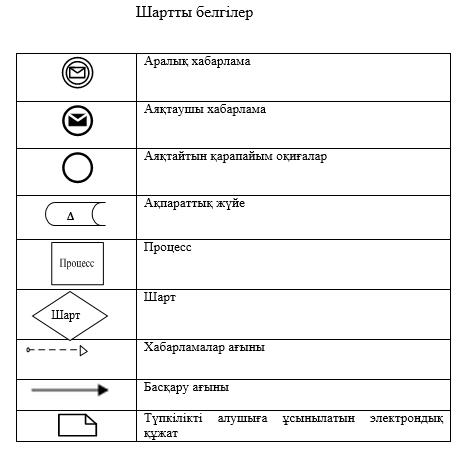 Шартты белгілер
Аралық хабарлама
Аяқтаушы хабарлама
Аяқтайтын қарапайым оқиғалар
Δ
Ақпараттық жүйе
Процесс
Процесс
Шарт
Шарт
Хабарламалар ағыны
Басқару ағыны
Түпкілікті алушыға ұсынылатын электрондық
құжат